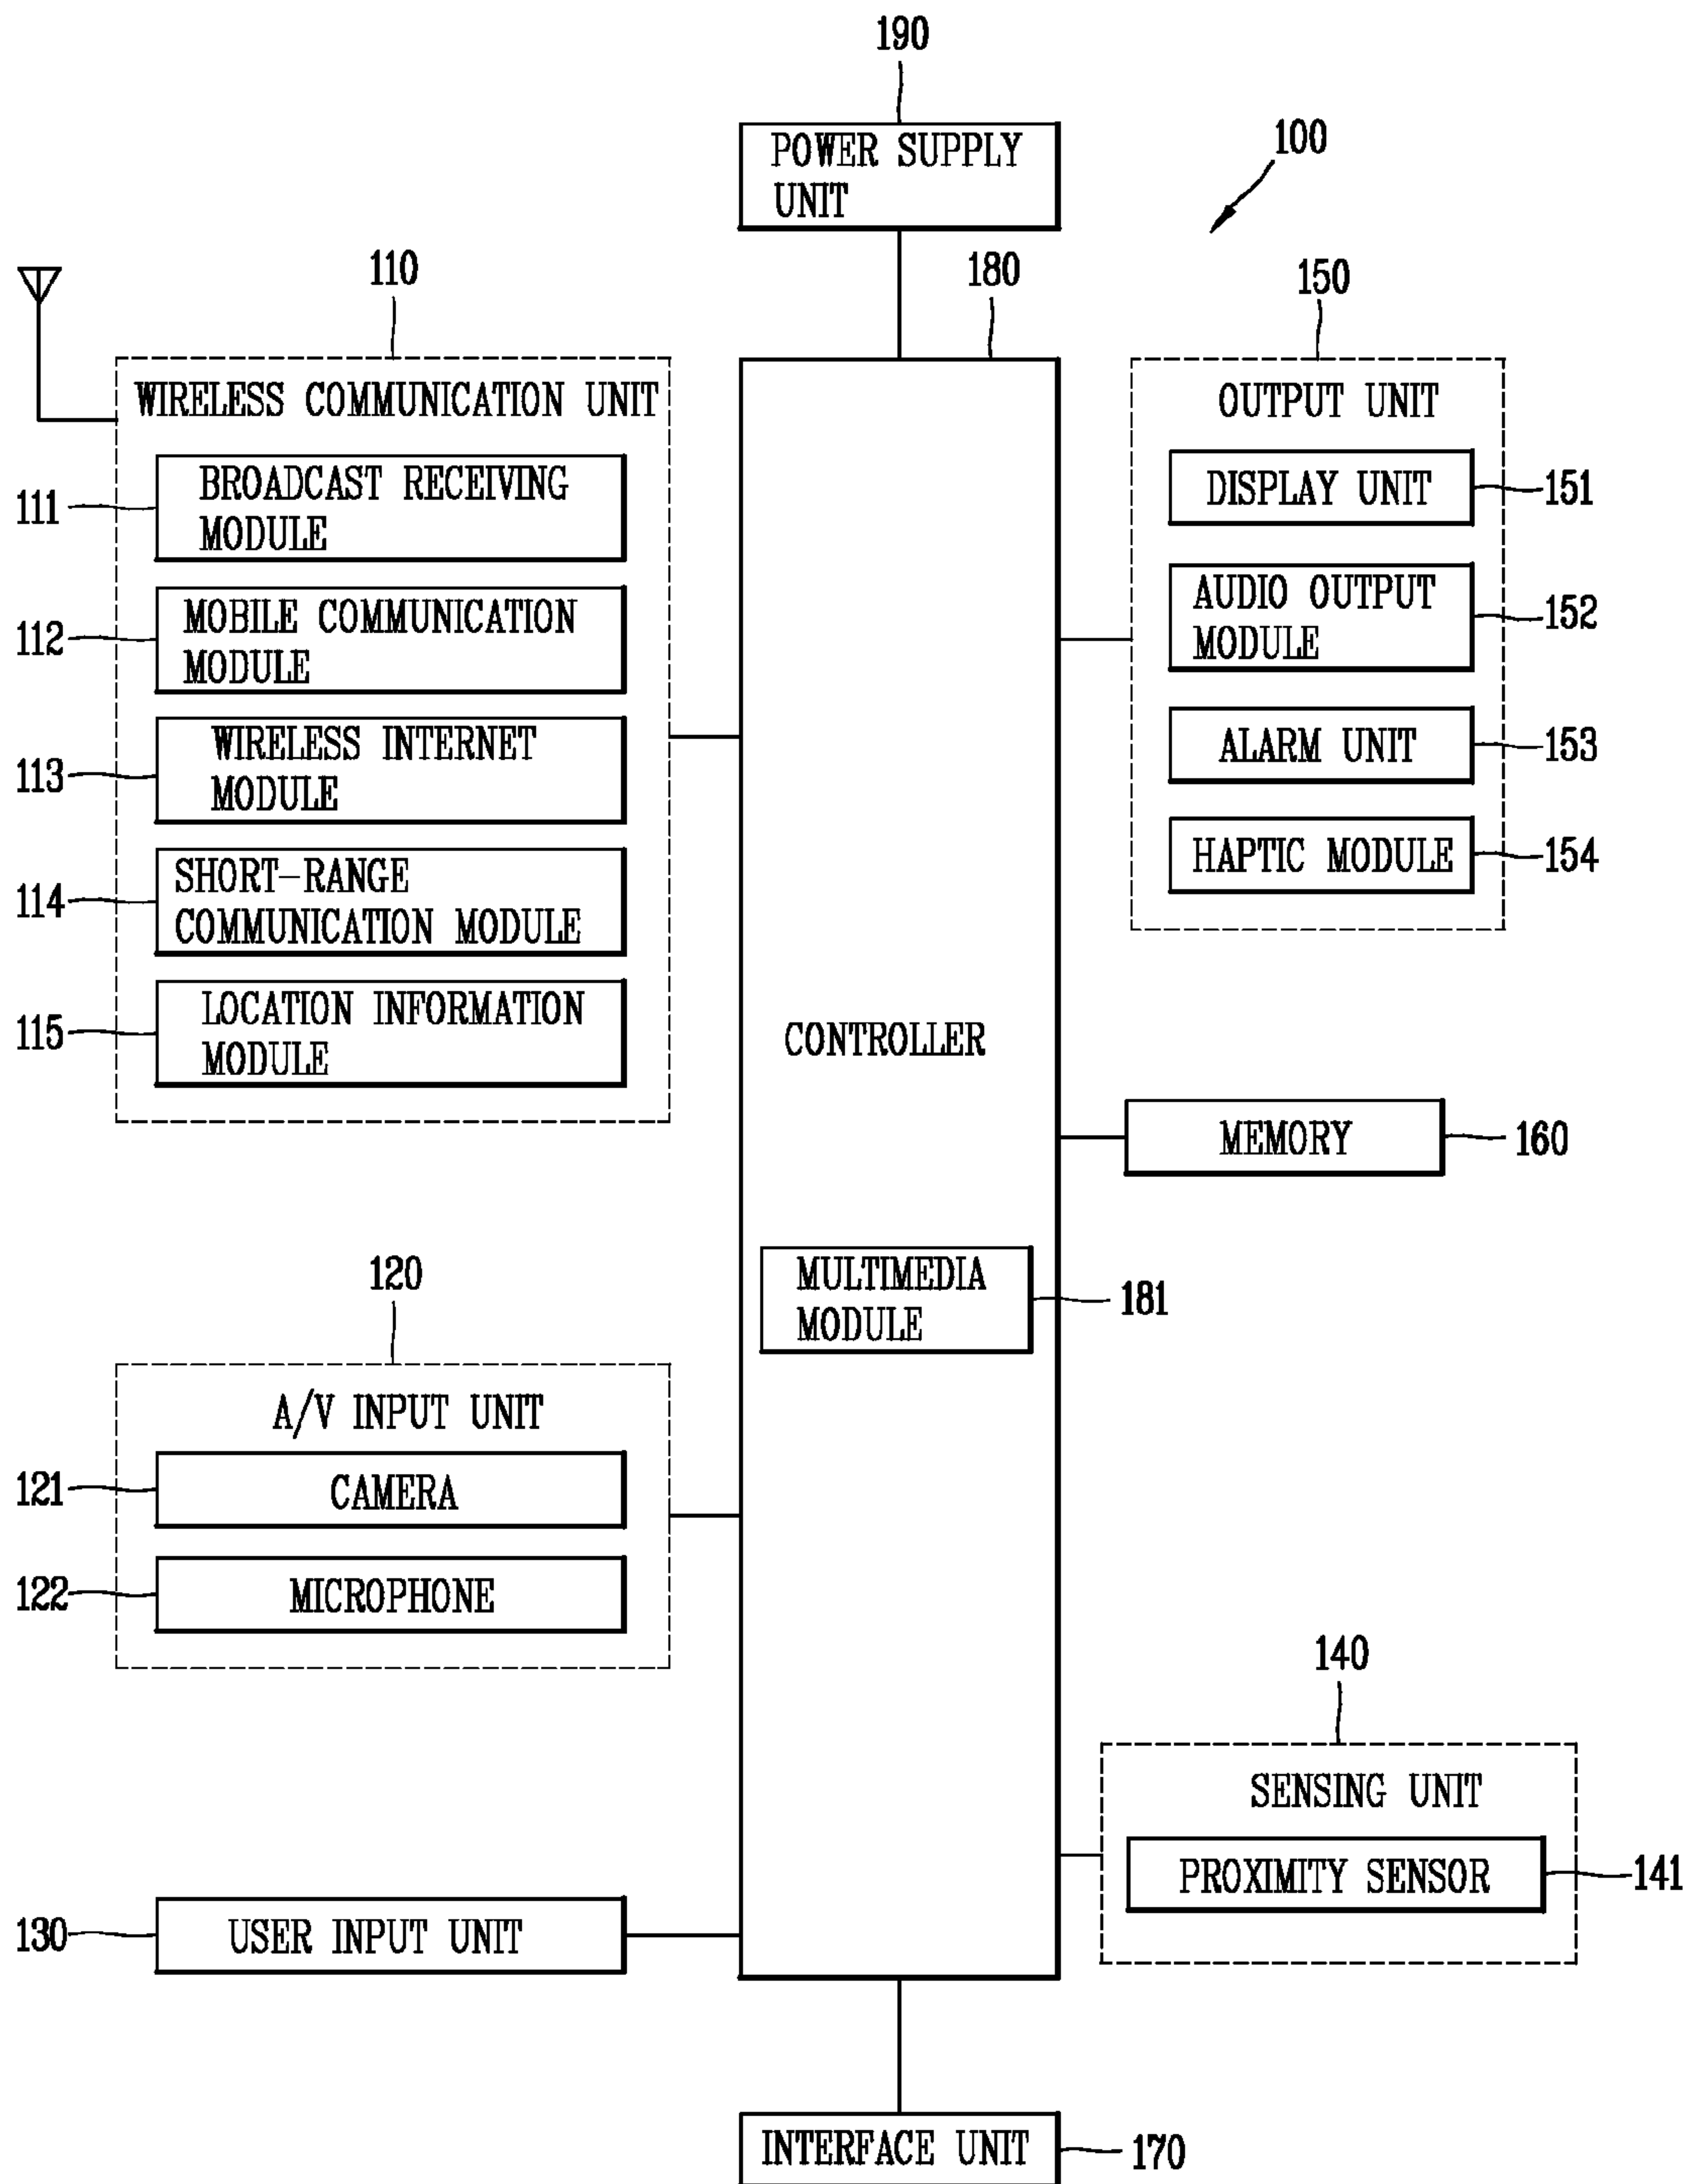 190
POWER SUPPLY
UNIT
100
110
180
150
WIRELESS COMMUNICATION UNIT
BROADCAST RECEIVING
MODULE
111
MOBILE COMMUNICATION
MODULE
112
WIRELESS INTERNET
MODULE
113
SHORT-RANGE
COMMUNICATION MODULE
114
LOCATION INFORMATION
MODULE
115
OUTPUT UNIT
DISPLAY UNIT
151
AUDIO OUTPUT
MODULE
152
ALARM UNIT
153
HAPTIC MODULE
154
CONTROLLER
MEMORY
160
MULTIMEDIA
MODULE
181
120
A/V INPUT UNIT
CAMERA
121
MICROPHONE
122
140
SENSING UNIT
PROXIMITY SENSOR
141
130
USER INPUT UNIT
INTERFACE UNIT
170